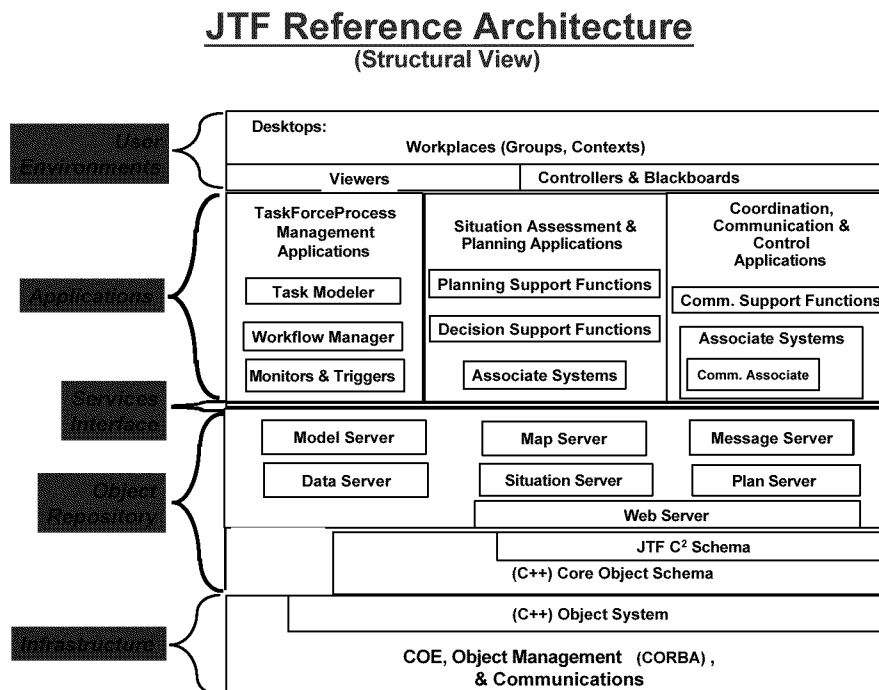 JTF Reference Architecture
(Structural View)
User
Environments
Desktops:
Workplaces (Groups, Contexts)
Viewers
Controllers & Blackboards
Applications
TaskForceProcess
Management
Applications
Task Modeler
Workflow Manager
Monitors & Triggers
Situation Assessment &
Planning Applications
Planning Support Functions
Decision Support Functions
Associate Systems
Coordination,
Communication &
Control
Applications
Comm. Support Functions
Associate Systems
Comm. Associate
Services
Interface
Object
Repository
Model Server
Map Server
Message Server
Data Server
Situation Server
Plan Server
Web Server
JTF C² Schema
(C++) Core Object Schema
Infrastructure
(C++) Object System
COE, Object Management (CORBA) ,
& Communications